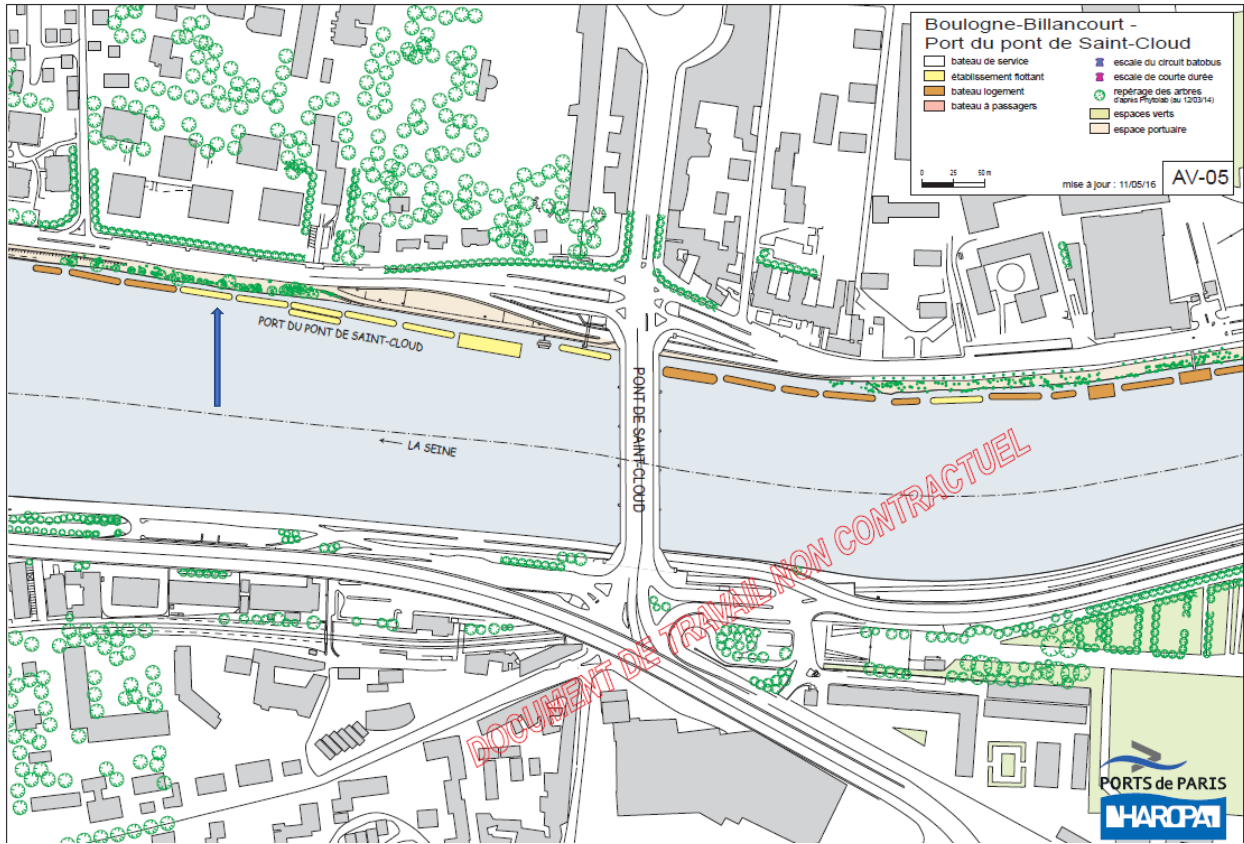 Boulogne-Billancourt -
Port du pont de Saint-Cloud
bateau de service
établissement flottant
bateau logement
bateau à passagers
escale du circuit batobus
escale de courte durée
repérage des arbres
d'après Phytolab (au 12/03/14)
espaces verts
espace portuaire
0 25 50 m
mise à jour : 11/05/16
AV-05
PORT DU PONT DE SAINT-CLOUD
PONT DE SAINT-CLOUD
LA SEINE
DOCUMENT DE TRAVAIL NON CONTRACTUEL
PORTS de PARIS
HAROPA